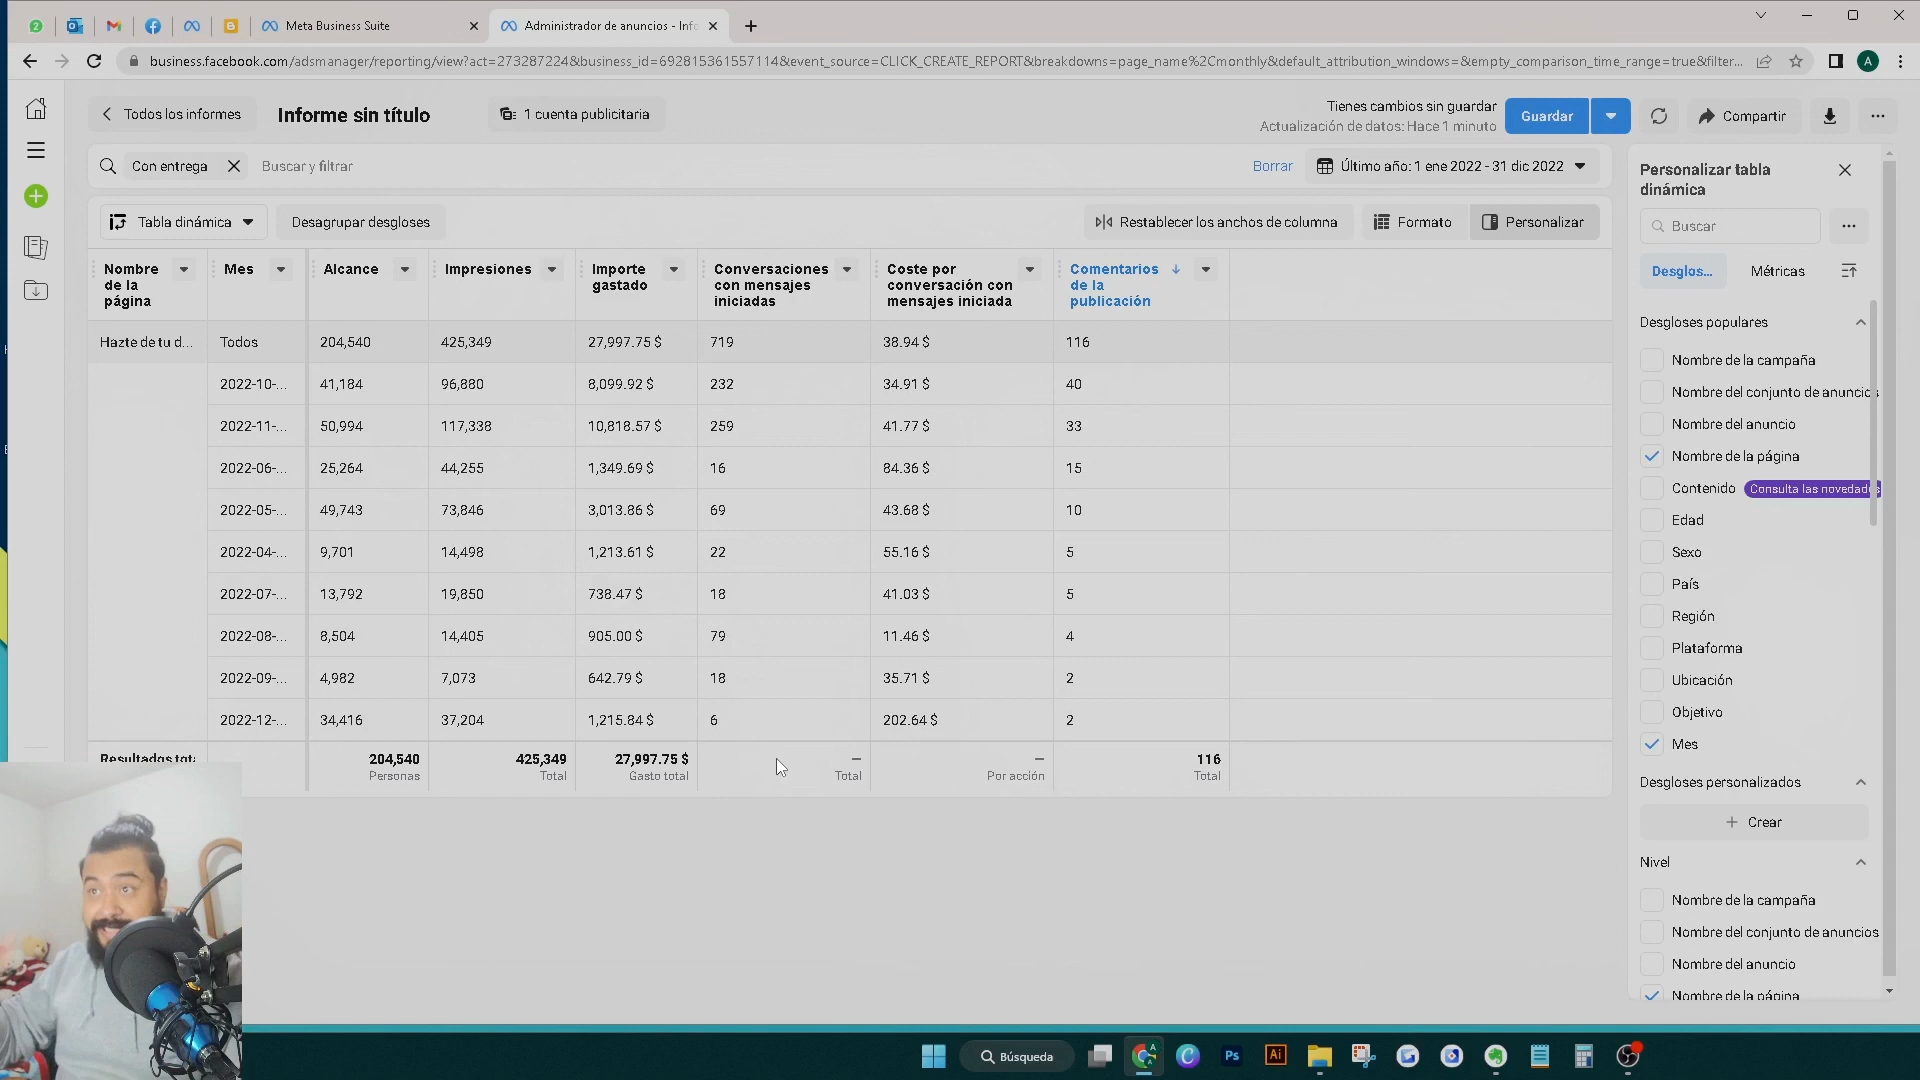 Meta Business Suite
Administrador de anuncios - Info
business.facebook.com/adsmanager/reporting/view?act=273287224&business_id=692815361557114&event_source=CLICK_CREATE_REPORT&breakdowns=page_name%2Cmonthly&default_attribution_windows=&empty_comparison_time_range=true&filter...
A
Todos los informes
Informe sin título
1 cuenta publicitaria
Tienes cambios sin guardar
Actualización de datos: Hace 1 minuto
Guardar
Compartir
Con entrega
Buscar y filtrar
Borrar
Último año: 1 ene 2022 - 31 dic 2022
Tabla dinámica
Desagrupar desgloses
Restablecer los anchos de columna
Formato
Personalizar
Nombre de la página Mes Alcance Impresiones Importe gastado Conversaciones con mensajes iniciadas Coste por conversación con mensajes iniciada Comentarios de la publicación
Hazte de tu d... Todos 204,540 425,349 27,997.75 $ 719 38.94 $ 116
2022-10-... 41,184 96,880 8,099.92 $ 232 34.91 $ 40
2022-11-... 50,994 117,338 10,818.57 $ 259 41.77 $ 33
2022-06-... 25,264 44,255 1,349.69 $ 16 84.36 $ 15
2022-05-... 49,743 73,846 3,013.86 $ 69 43.68 $ 10
2022-04-... 9,701 14,498 1,213.61 $ 22 55.16 $ 5
2022-07-... 13,792 19,850 738.47 $ 18 41.03 $ 5
2022-08-... 8,504 14,405 905.00 $ 79 11.46 $ 4
2022-09-... 4,982 7,073 642.79 $ 18 35.71 $ 2
2022-12-... 34,416 37,204 1,215.84 $ 6 202.64 $ 2
Resultados tota 204,540 425,349 27,997.75 $ — — 116
Personas Total Gasto total Total Por acción Total
Personalizar tabla
dinámica
Buscar
Desglos...
Métricas
Desgloses populares
Nombre de la campaña
Nombre del conjunto de anuncios
Nombre del anuncio
Nombre de la página
Contenido Consulta las novedades
Edad
Sexo
País
Región
Plataforma
Ubicación
Objetivo
Mes
Desgloses personalizados
+ Crear
Nivel
Nombre de la campaña
Nombre del conjunto de anuncios
Nombre del anuncio
Nombre de la página
Búsqueda
Ps
Ai